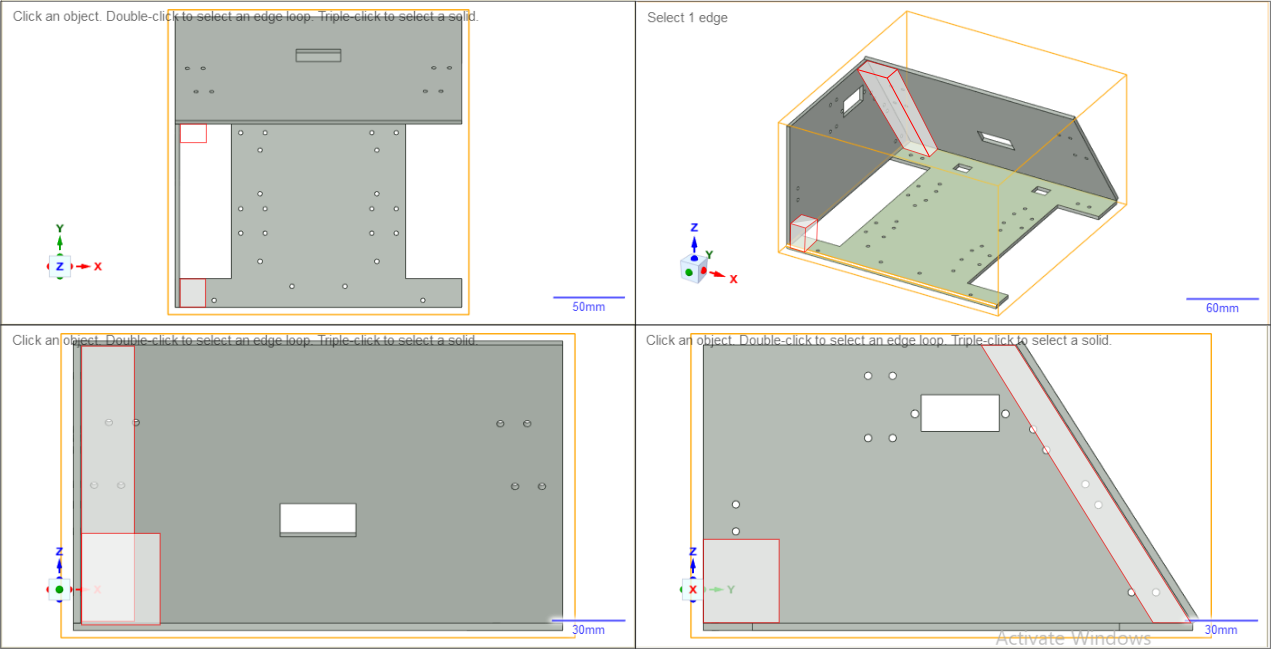 Click an object. Double-click to select an edge loop. Triple-click to select a solid.
Select 1 edge
Y
Z
X
50mm
Z
Y
X
60mm
Click an object. Double-click to select an edge loop. Triple-click to select a solid.
Click an object. Double-click to select an edge loop. Triple-click to select a solid.
Z
X
30mm
Z
X
Y
30mm
Activate Windows